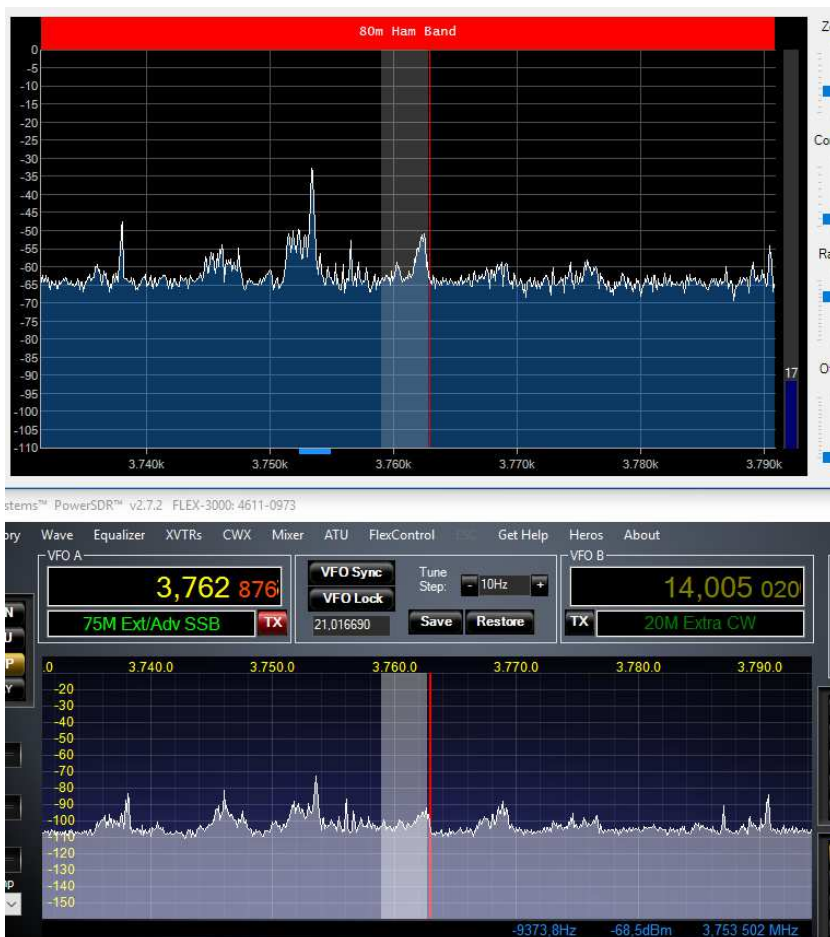 80m Ham Band
0
-5
-10
-15
-20
-25
-30
-35
-40
-45
-50
-55
-60
-65
-70
-75
-80
-85
-90
-95
-100
-105
-110
17
3.740k 3.750k 3.760k 3.770k 3.780k 3.790k
stems™ PowerSDR™ v2.7.2 FLEX-3000: 4611-0973
ory Wave Equalizer XVTRs CWX Mixer ATU FlexControl ESC Get Help Heros About
VFO A
3,762 876
75M Ext/Adv SSB TX
VFO Sync
VFO Lock
21,016690
Tune
Step: - 10Hz +
Save Restore
VFO B
14,005 020
TX 20M Extra CW
.0 3.740.0 3.750.0 3.760.0 3.770.0 3.780.0 3.790.0
-20
-30
-40
-50
-60
-70
-80
-90
-100
-110
-120
-130
-140
-150
-9373,8Hz -68,5dBm 3,753 502 MHz